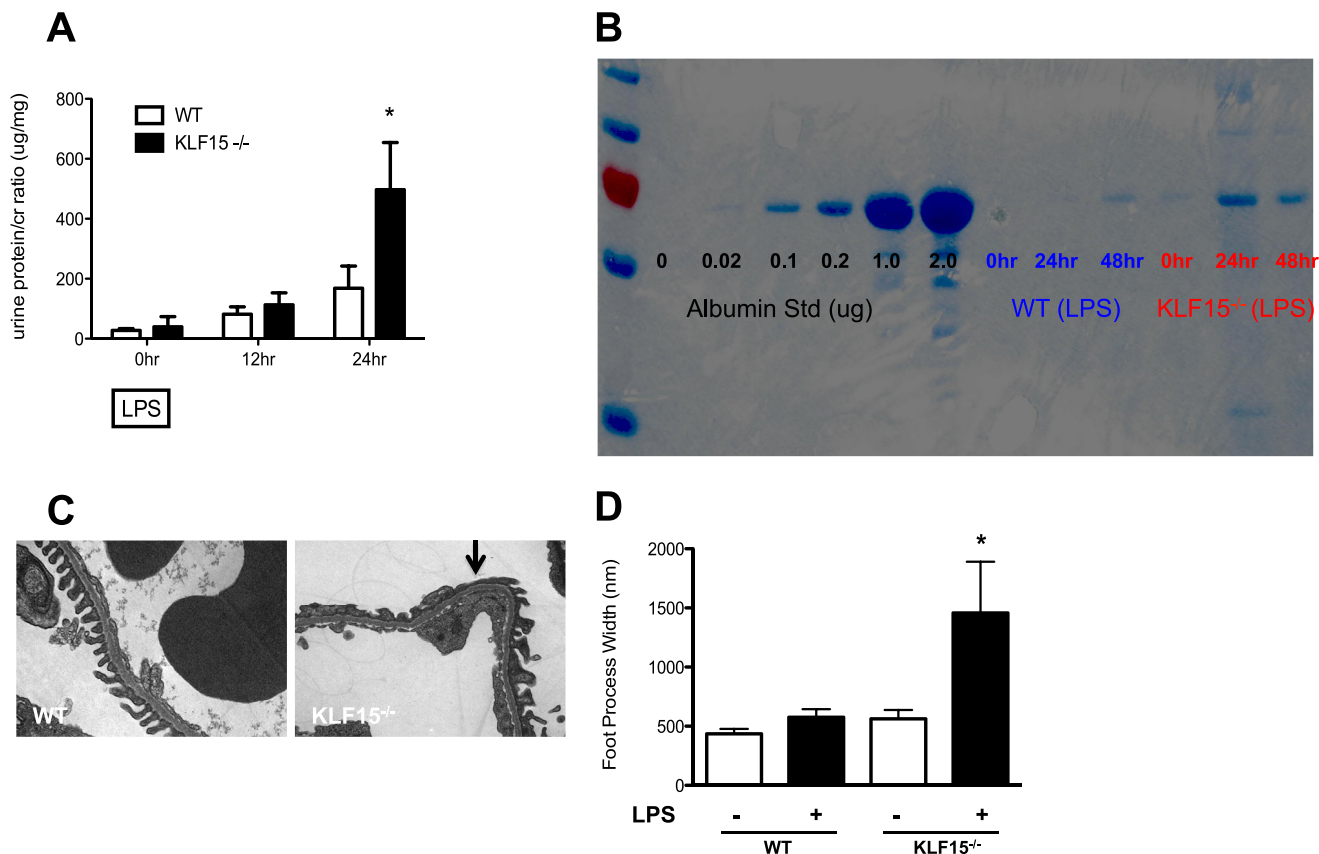 A
urine protein/cr ratio (ug/mg)
800
600
400
200
0
WT
KLF15 -/-
*
0hr 12hr 24hr
LPS
B
0 0.02 0.1 0.2 1.0 2.0 0hr 24hr 48hr 0hr 24hr 48hr
Albumin Std (ug) WT (LPS) KLF15-/- (LPS)
C
WT
KLF15-/-
D
Foot Process Width (nm)
2000
1500
1000
500
0
*
LPS - + - +
WT KLF15-/-